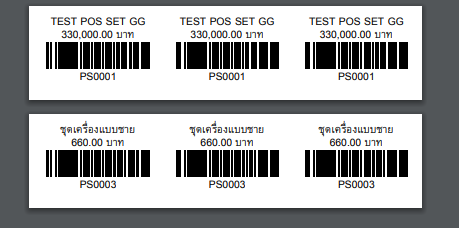 TEST POS SET GG TEST POS SET GG TEST POS SET GG
330,000.00 บาท 330,000.00 บาท 330,000.00 บาท
PS0001 PS0001 PS0001
ชุดเครื่องแบบชาย ชุดเครื่องแบบชาย ชุดเครื่องแบบชาย
660.00 บาท 660.00 บาท 660.00 บาท
PS0003 PS0003 PS0003